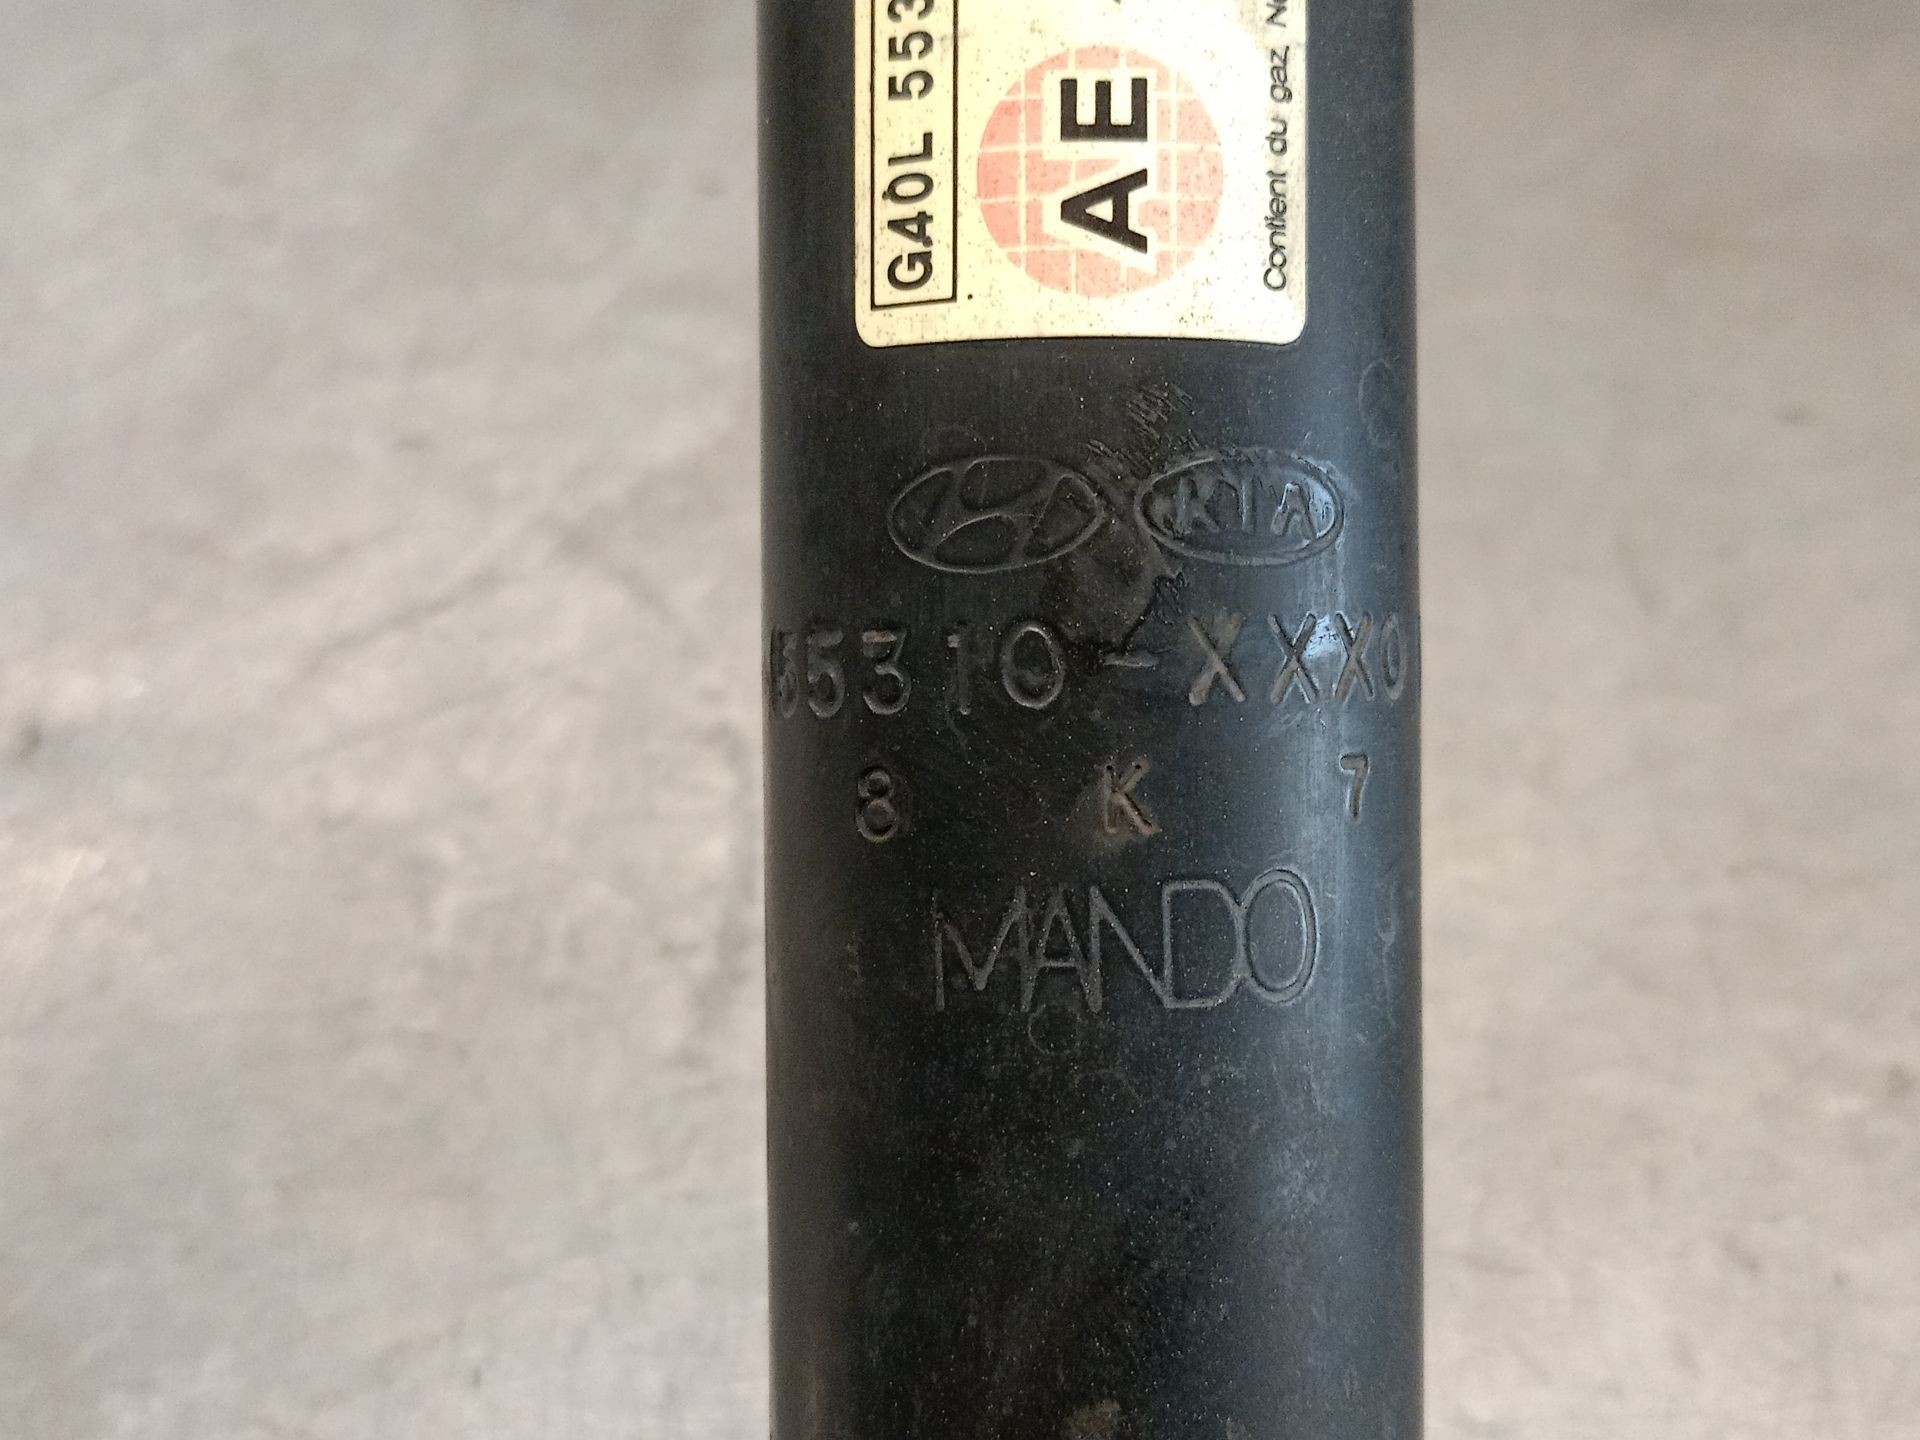 G40L 553
AE
Contient du gaz
KIA
55310-XXX0
8 K 7
MANDO